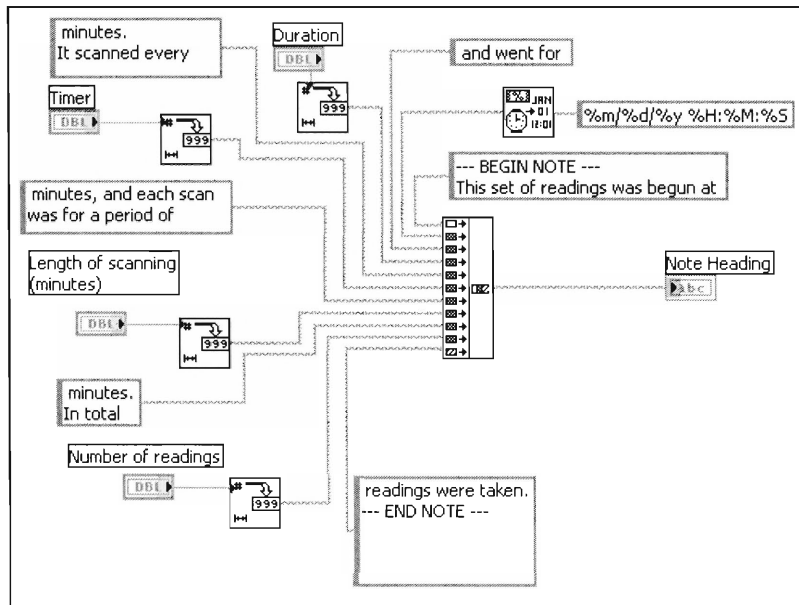 minutes.
It scanned every
Duration
DBL
999
and went for
Timer
DBL
999
JAN
01
12:01
%m/%d/%y %H:%M:%S
--- BEGIN NOTE ---
This set of readings was begun at
minutes, and each scan
was for a period of
Length of scanning
(minutes)
DBL
999
Note Heading
abc
minutes.
In total
Number of readings
DBL
999
readings were taken.
--- END NOTE ---